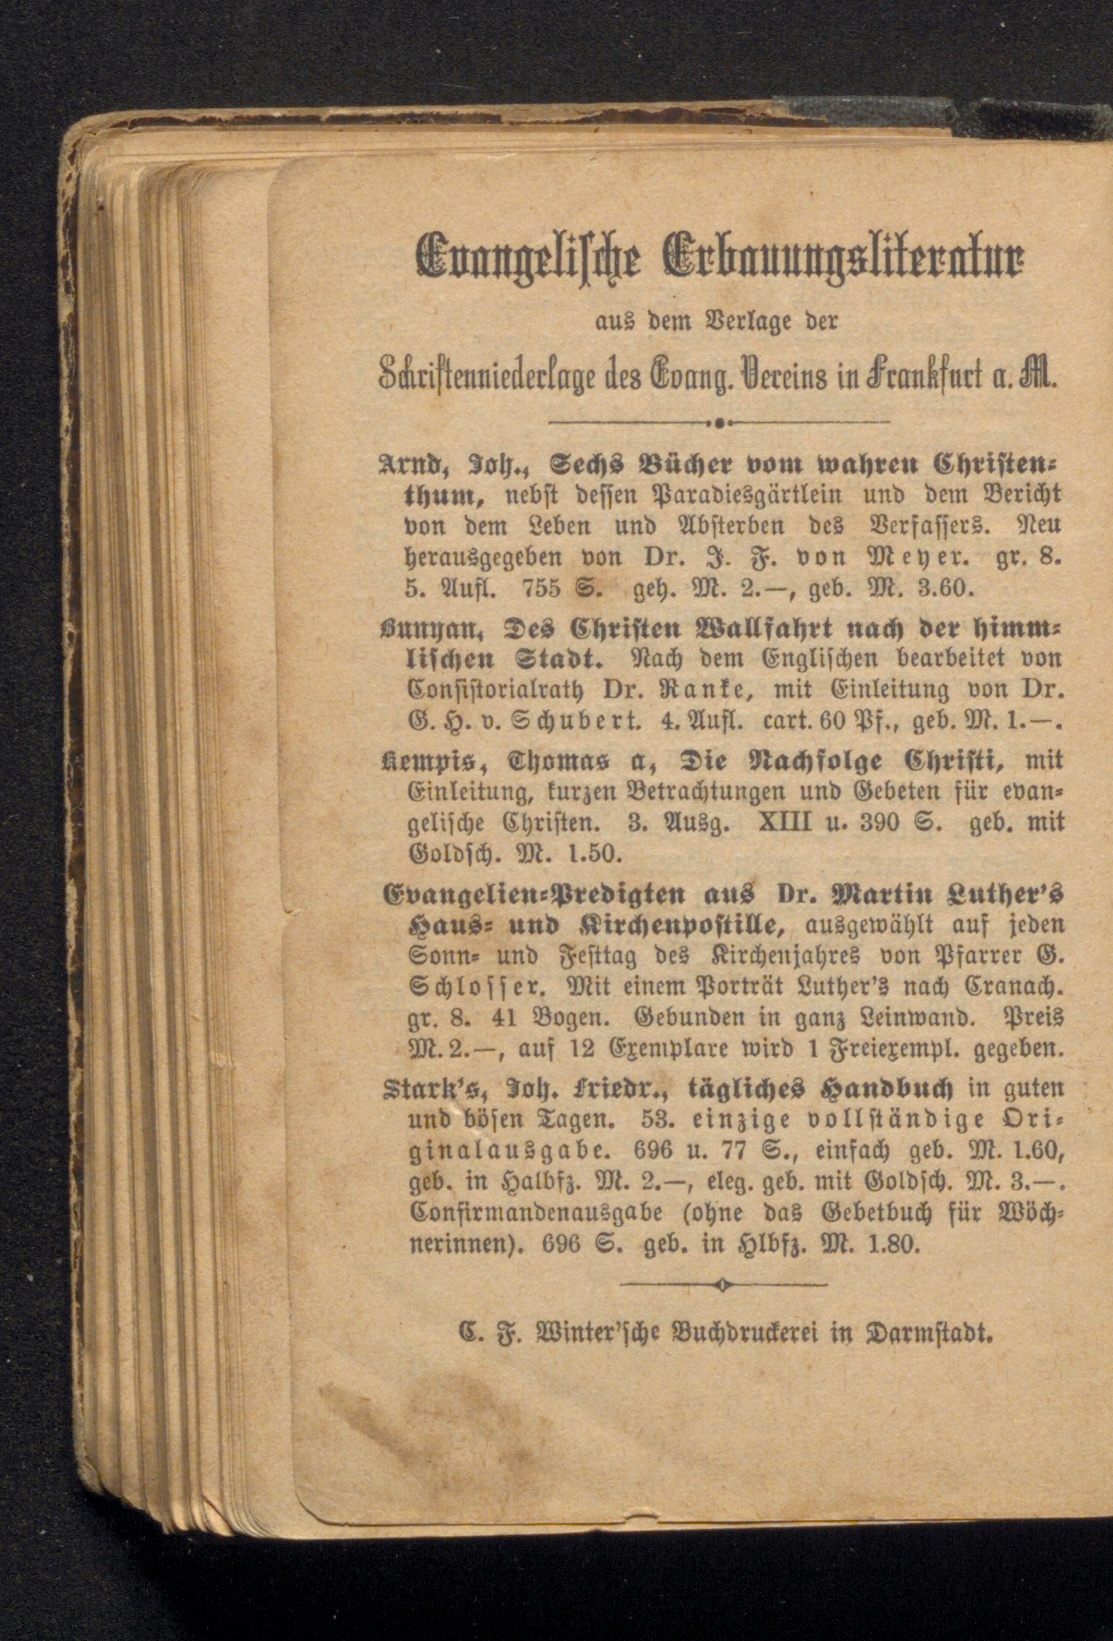 Evangelische Erbauungsliteratur
aus dem Verlage der
Schriftenniederlage des Evang. Vereins in Frankfurt a. M.
Arnd, Joh., Sechs Bücher vom wahren Christen-
thum, nebst dessen Paradiesgärtlein und dem Bericht
von dem Leben und Absterben des Verfassers. Neu
herausgegeben von Dr. J. F. von Meyer. gr. 8.
5. Aufl. 755 S. geh. M. 2.—, geb. M. 3.60.
Bunyan, Des Christen Wallfahrt nach der himm-
lischen Stadt. Nach dem Englischen bearbeitet von
Consistorialrath Dr. Ranke, mit Einleitung von Dr.
G. H. v. Schubert. 4. Aufl. cart. 60 Pf., geb. M. 1.—.
Kempis, Thomas a, Die Nachfolge Christi, mit
Einleitung, kurzen Betrachtungen und Gebeten für evan-
gelische Christen. 3. Ausg. XIII u. 390 S. geb. mit
Goldsch. M. 1.50.
Evangelien-Predigten aus Dr. Martin Luther's
Haus- und Kirchenpostille, ausgewählt auf jeden
Sonn- und Festtag des Kirchenjahres von Pfarrer G.
Schlosser. Mit einem Porträt Luther's nach Cranach.
gr. 8. 41 Bogen. Gebunden in ganz Leinwand. Preis
M. 2.—, auf 12 Exemplare wird 1 Freiexempl. gegeben.
Stark's, Joh. Friedr., tägliches Handbuch in guten
und bösen Tagen. 53. einzige vollständige Ori-
ginalausgabe. 696 u. 77 S., einfach geb. M. 1.60,
geb. in Halbfz. M. 2.—, eleg. geb. mit Goldsch. M. 3.—.
Confirmandenausgabe (ohne das Gebetbuch für Wöch-
nerinnen). 696 S. geb. in Hlbfz. M. 1.80.
C. F. Winter'sche Buchdruckerei in Darmstadt.